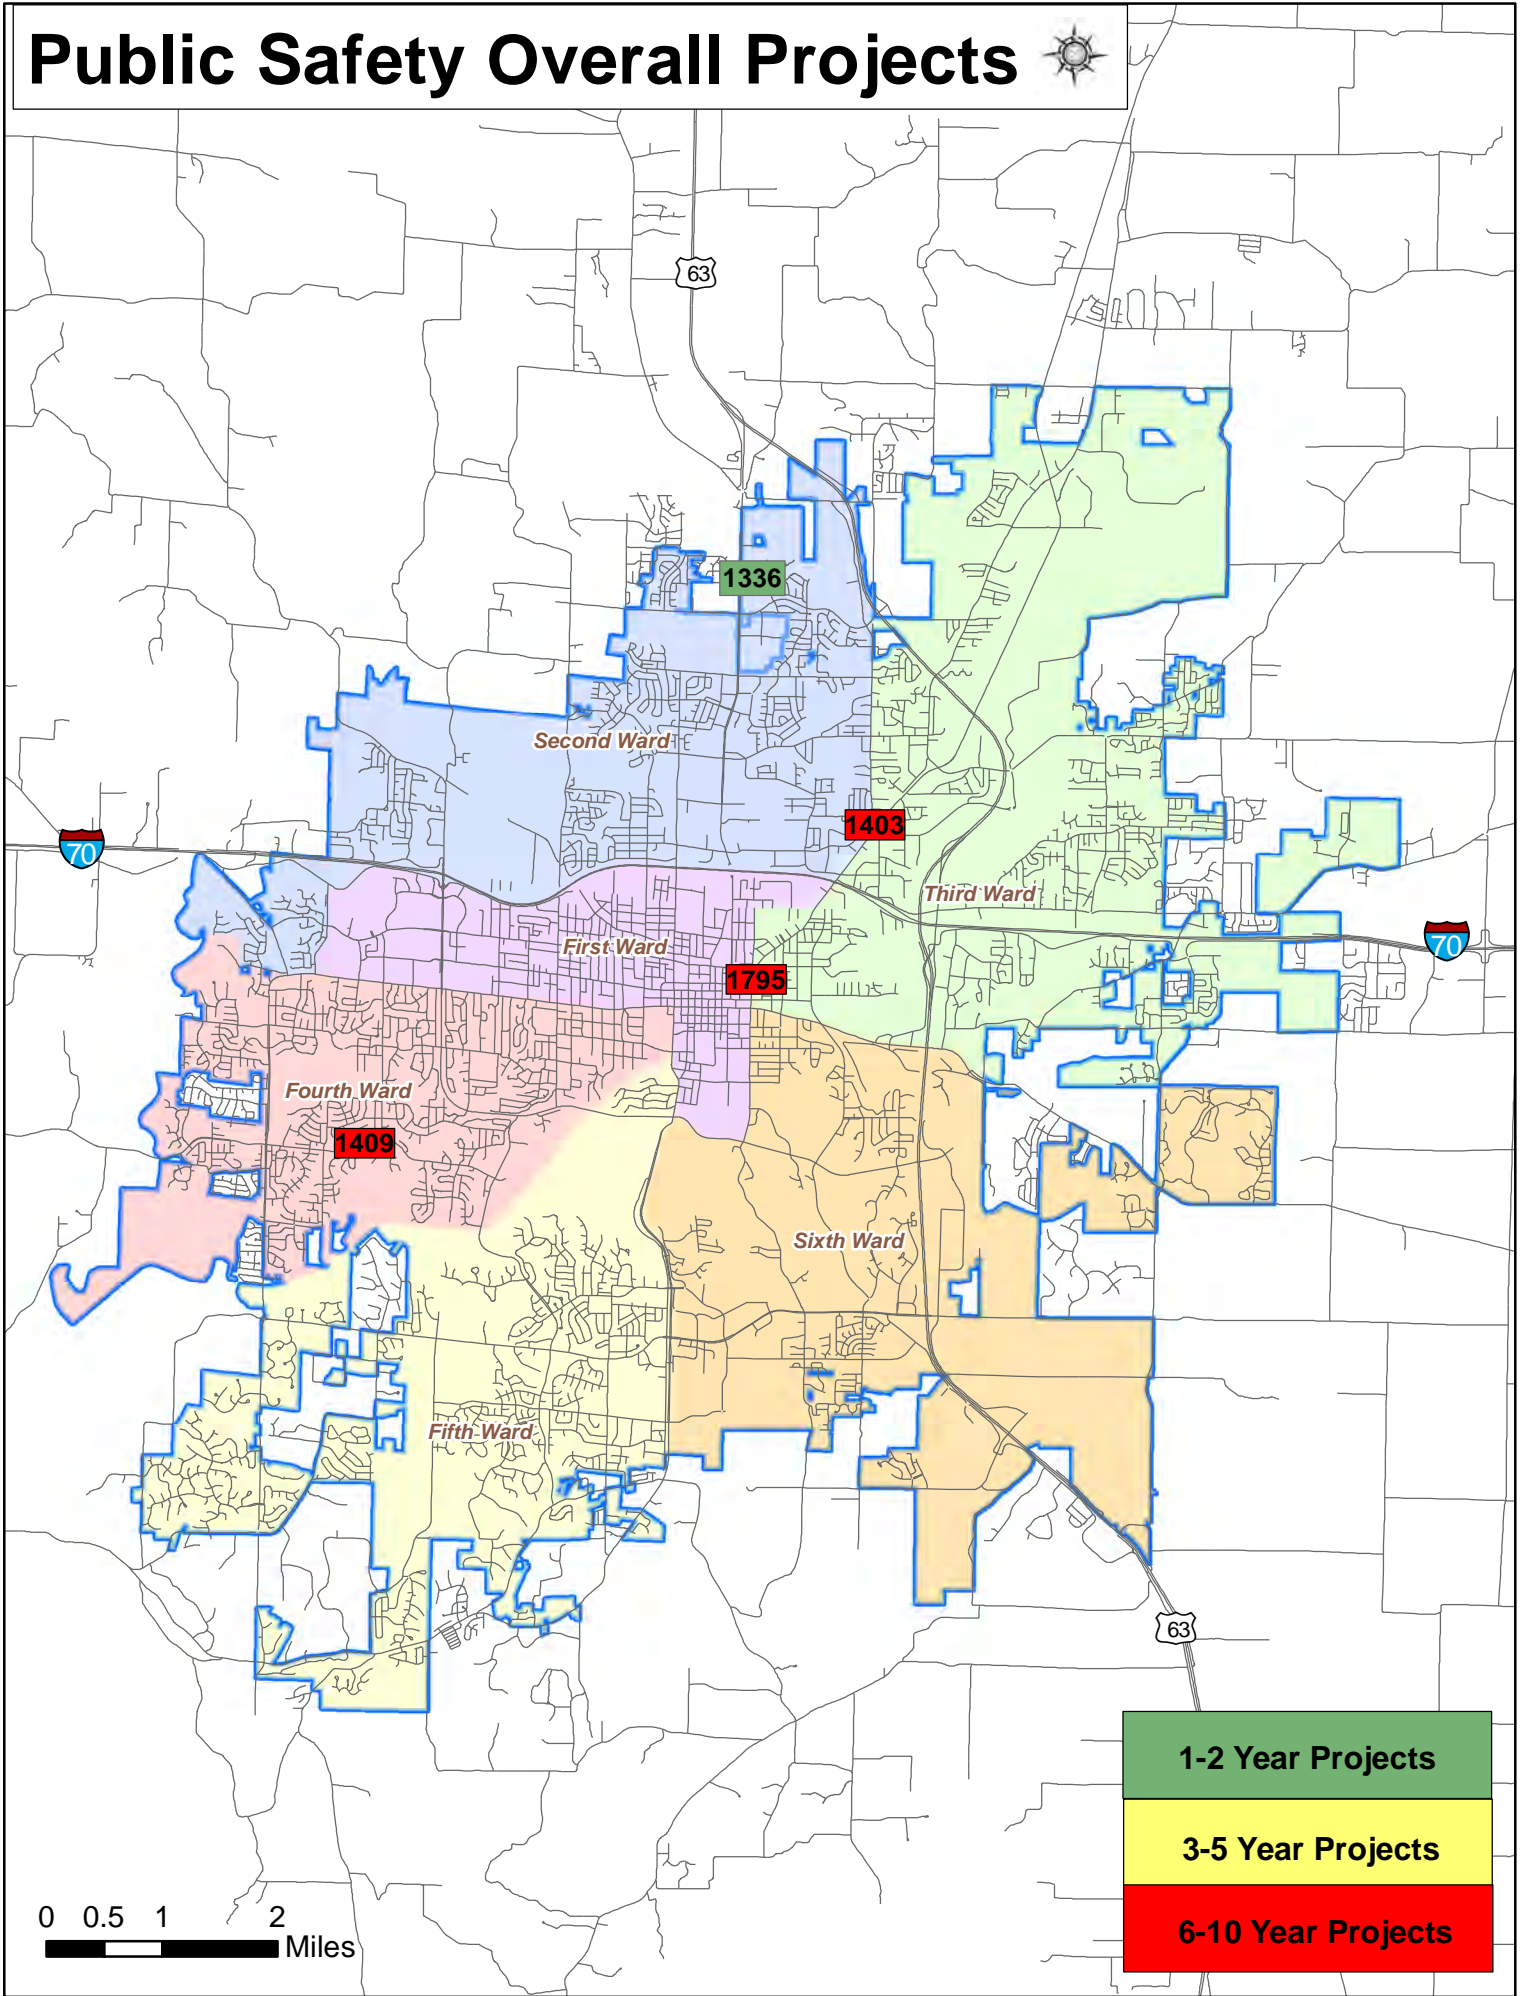 Public Safety Overall Projects
63
1336
Second Ward
1403
70
Third Ward
First Ward
70
1795
Fourth Ward
1409
Sixth Ward
Fifth Ward
63
1-2 Year Projects
3-5 Year Projects
6-10 Year Projects
0 0.5 1 2
Miles